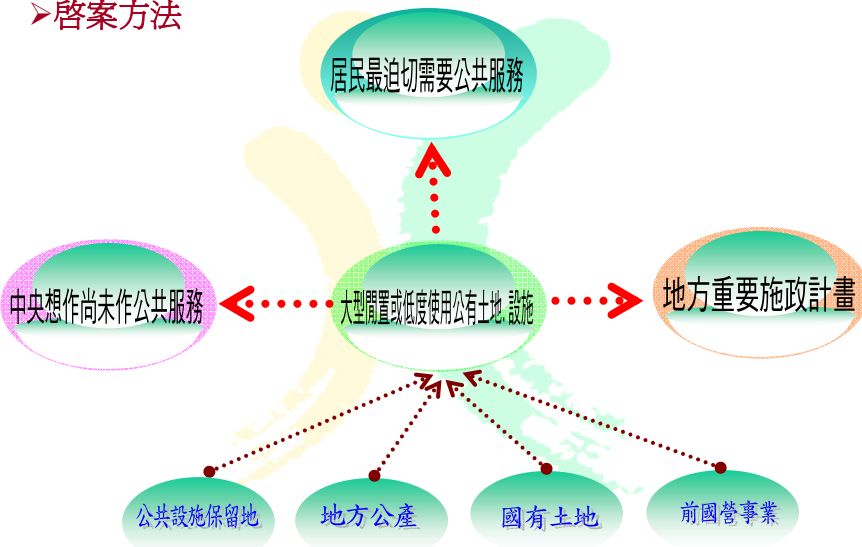 ➢啓案方法
居民最迫切需要公共服務
中央想作尚未作公共服務
大型閒置或低度使用公有土地.設施
地方重要施政計畫
公共設施保留地
地方公產
國有土地
前國營事業